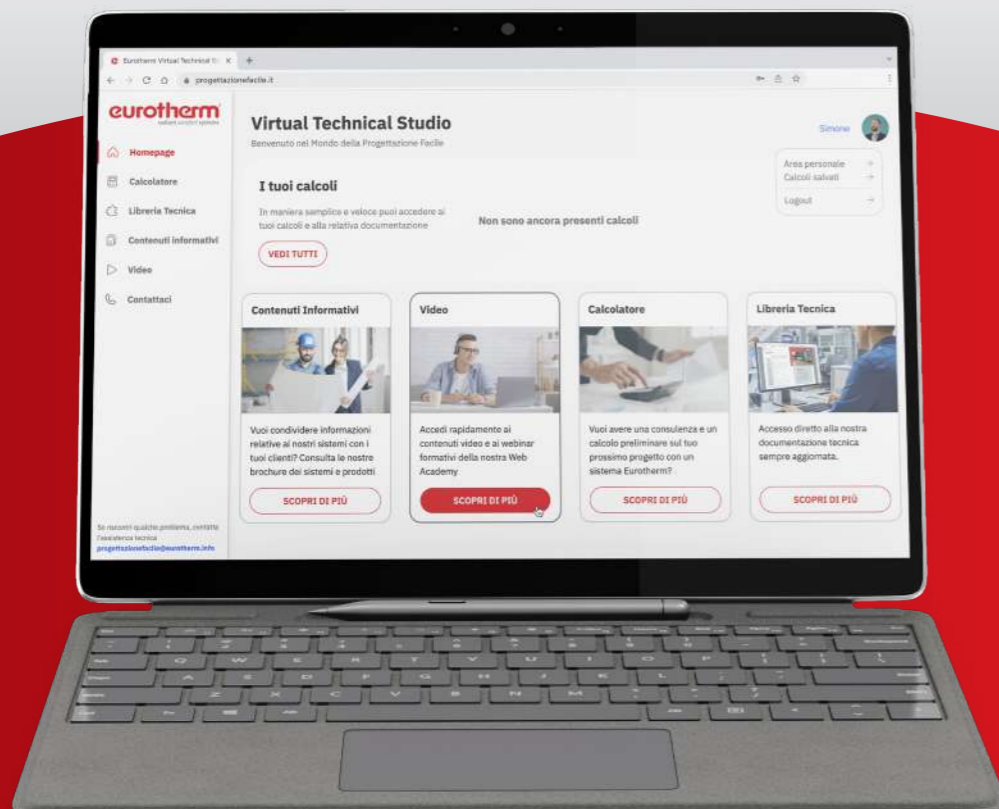 Eurotherm Virtual Technical
progettazionefacile.it
eurotherm
radiant comfort systems
Homepage
Calcolatore
Libreria Tecnica
Contenuti informativi
Video
Contattaci
Se riscontri qualche problema, contatta
l'assistenza tecnica
progettazionefacile@eurotherm.info
Virtual Technical Studio
Benvenuto nel Mondo della Progettazione Facile
Simone
Area personale
Calcoli salvati
Logout
I tuoi calcoli
In maniera semplice e veloce puoi accedere ai
tuoi calcoli e alla relativa documentazione
VEDI TUTTI
Non sono ancora presenti calcoli
Contenuti Informativi
Vuoi condividere informazioni
relative ai nostri sistemi con i
tuoi clienti? Consulta le nostre
brochure dei sistemi e prodotti
SCOPRI DI PIÙ
Video
Accedi rapidamente ai
contenuti video e ai webinar
formativi della nostra Web
Academy
SCOPRI DI PIÙ
Calcolatore
Vuoi avere una consulenza e un
calcolo preliminare sul tuo
prossimo progetto con un
sistema Eurotherm?
SCOPRI DI PIÙ
Libreria Tecnica
Accesso diretto alla nostra
documentazione tecnica
sempre aggiornata.
SCOPRI DI PIÙ
Q W E R T Y U I O P
A S D F G H J K L
Z X C V B N M